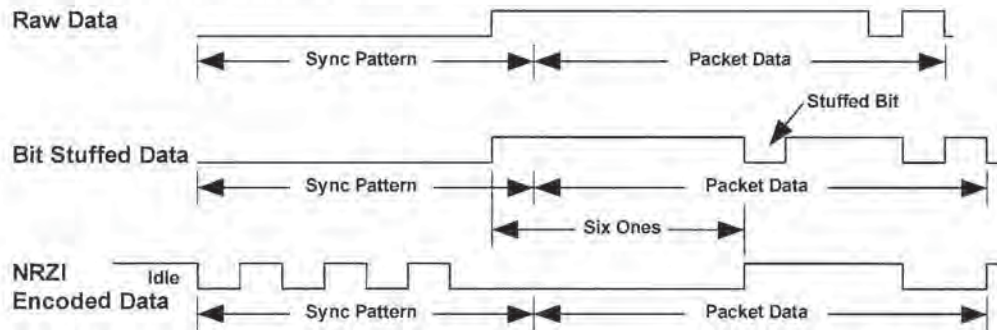 Raw Data
Sync Pattern
Packet Data
Stuffed Bit
Bit Stuffed Data
Sync Pattern
Packet Data
Six Ones
NRZI
Idle
Encoded Data
Sync Pattern
Packet Data